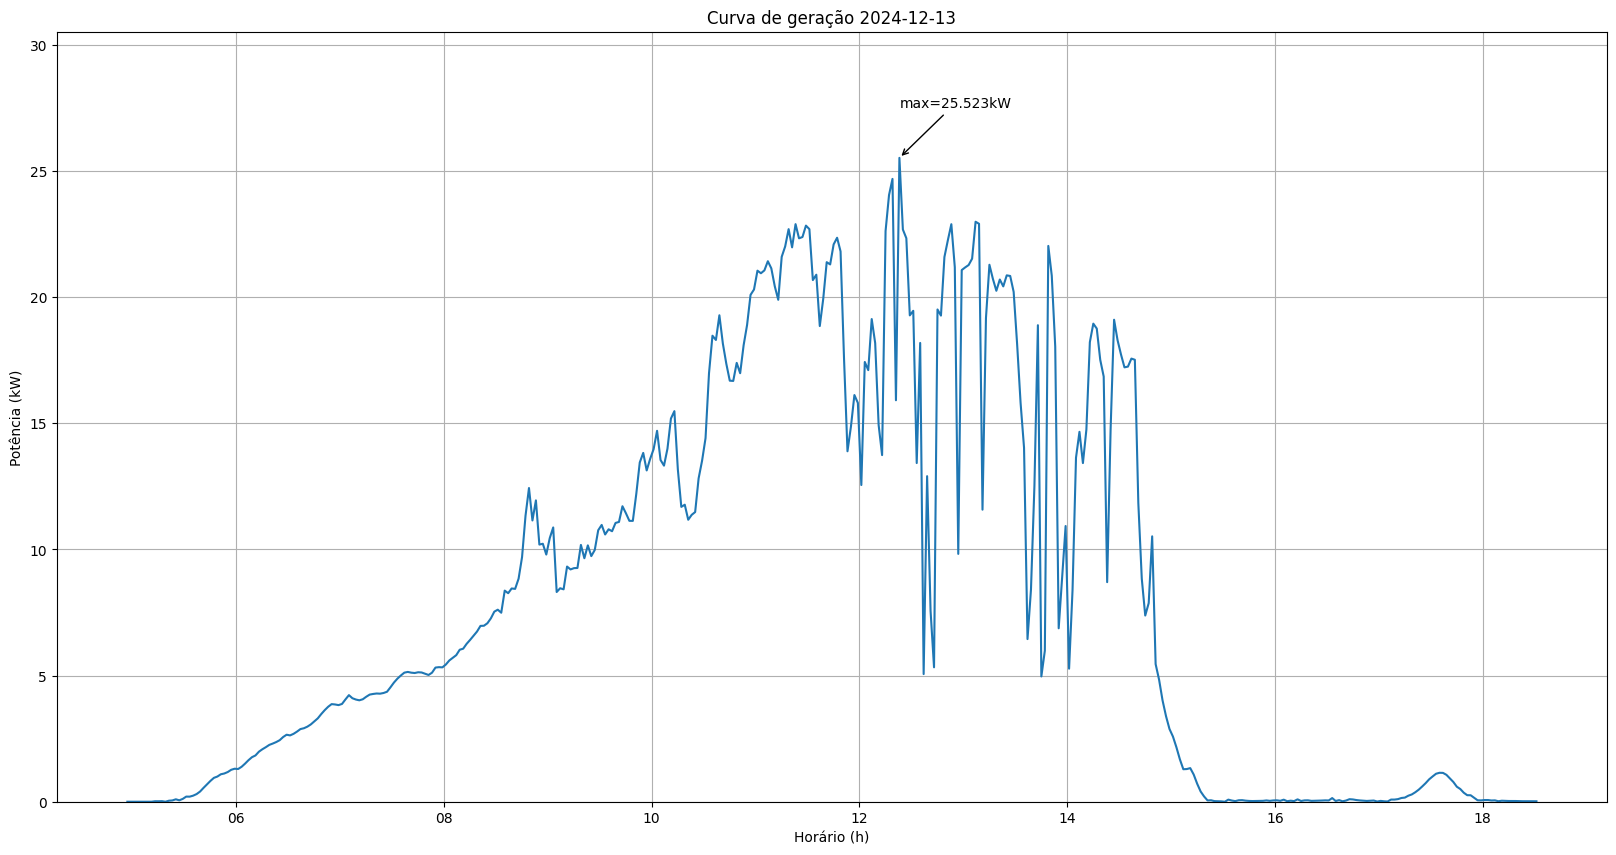 Curva de geração 2024-12-13
30
max=25.523kW
25
20
15
10
5
0
Potência (kW)
06 08 10 12 14 16 18
Horário (h)